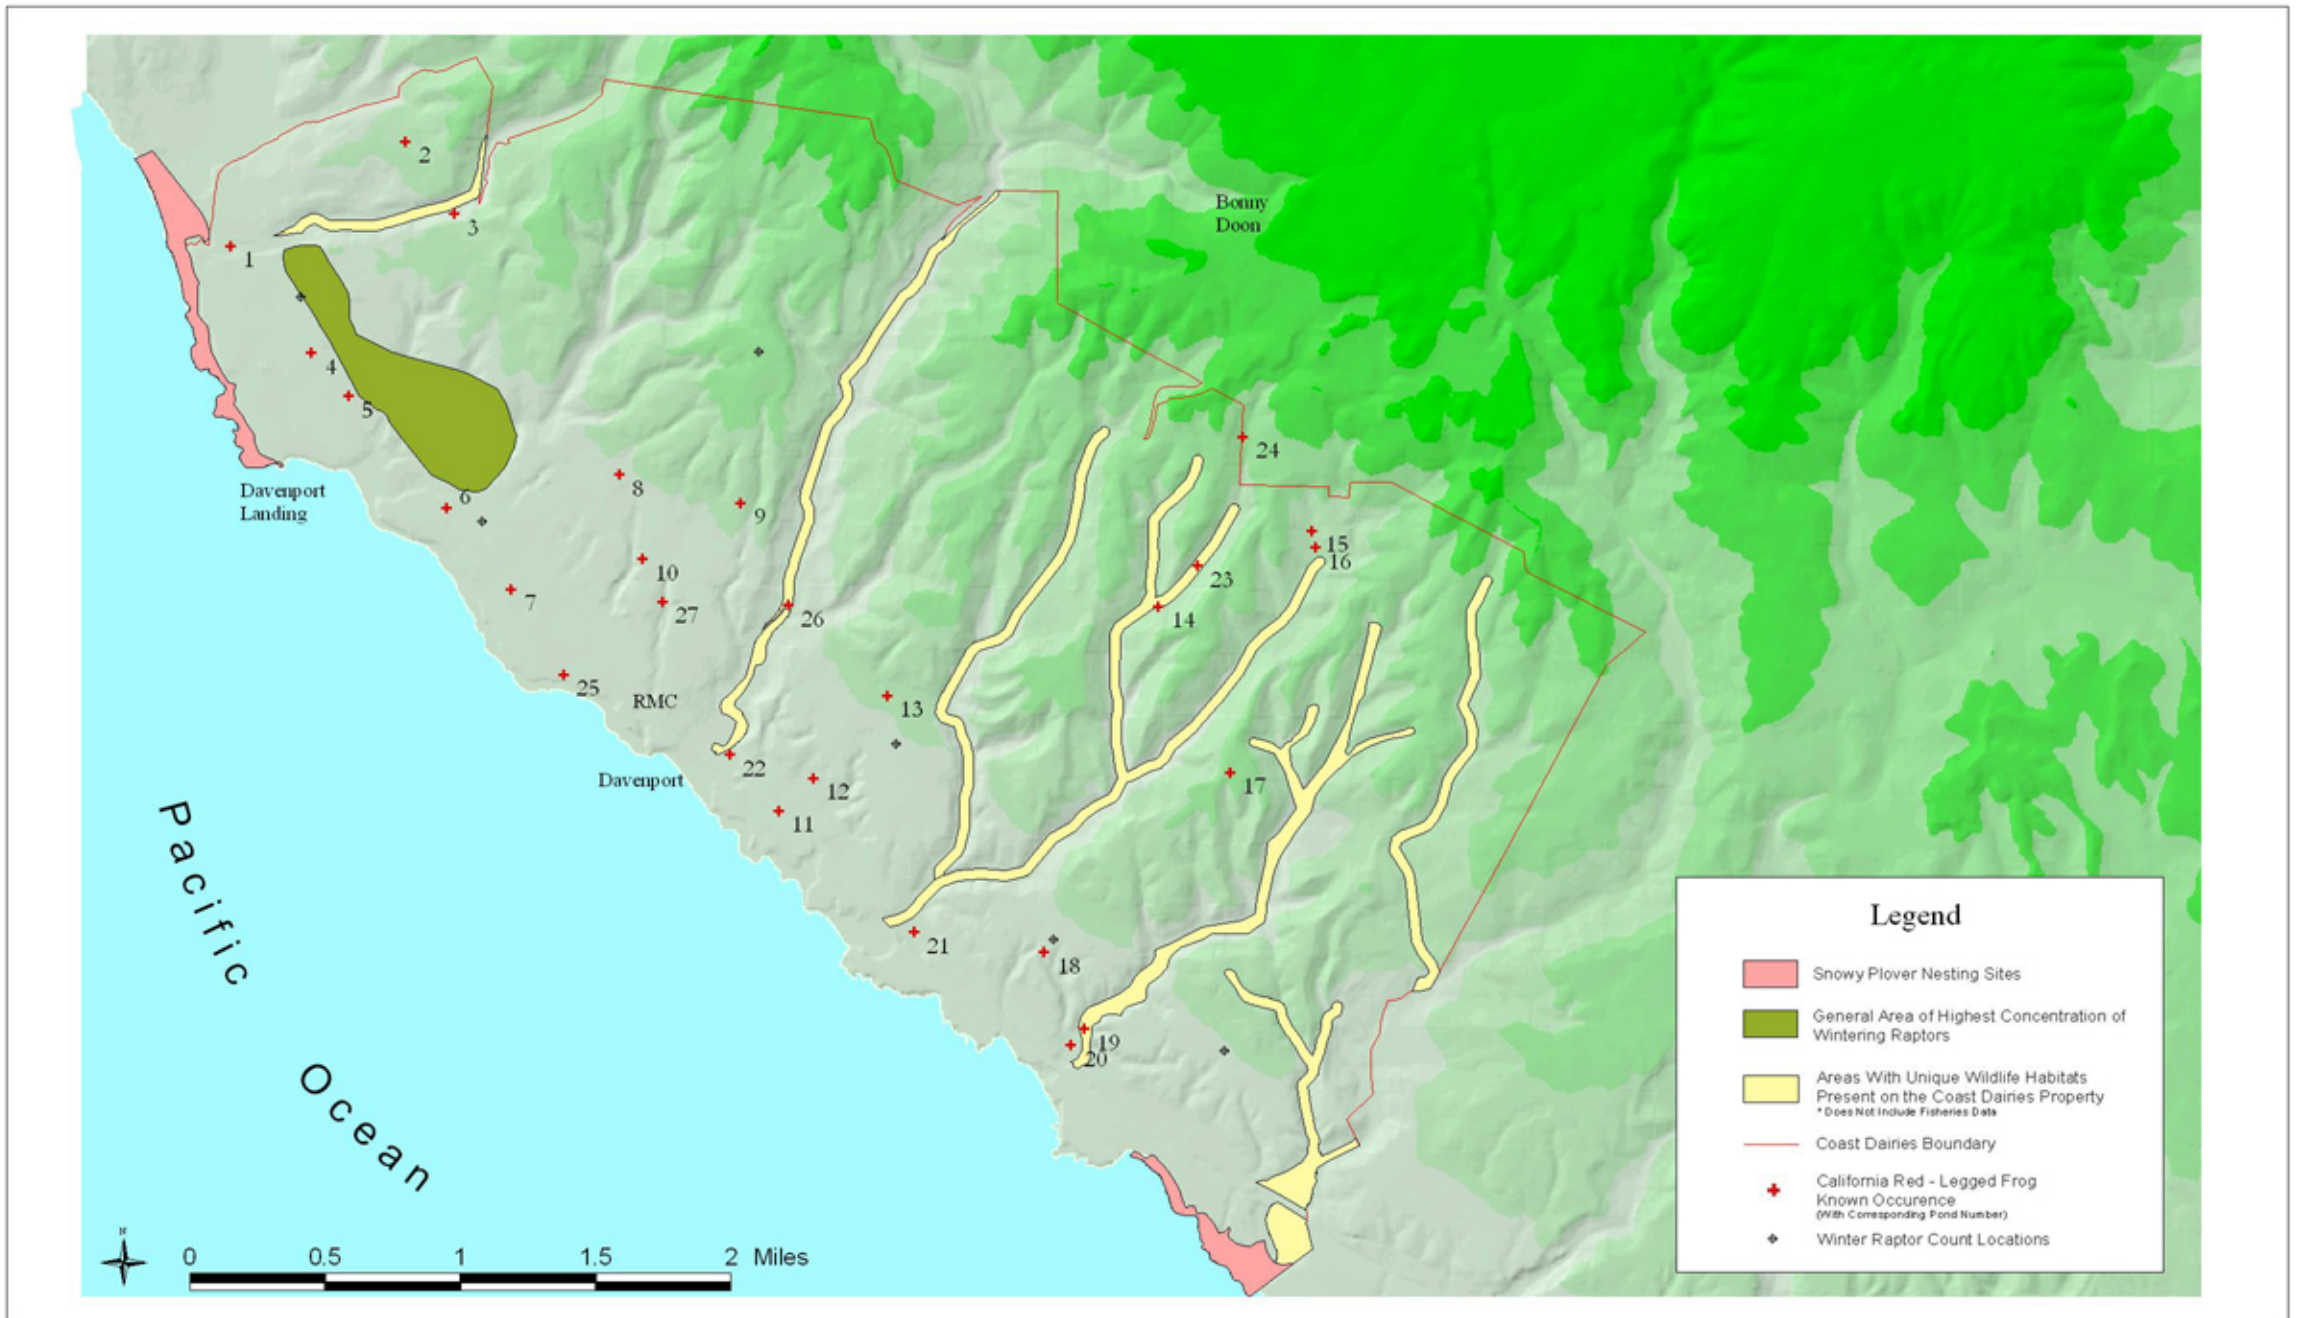 2
Bonny
Doon
3
1
4
5
24
6
8
Davenport
Landing
9
15
16
10
23
7
27
26
14
25
RMC
13
22
Davenport
12
17
11
21
18
19
20
Pacific
Ocean
N
0 0.5 1 1.5 2 Miles
Legend
Snowy Plover Nesting Sites
General Area of Highest Concentration of
Wintering Raptors
Areas With Unique Wildlife Habitats
Present on the Coast Dairies Property
* Does Not Include Fisheries Data
Coast Dairies Boundary
California Red - Legged Frog
Known Occurence
(With Corresponding Pond Number)
Winter Raptor Count Locations